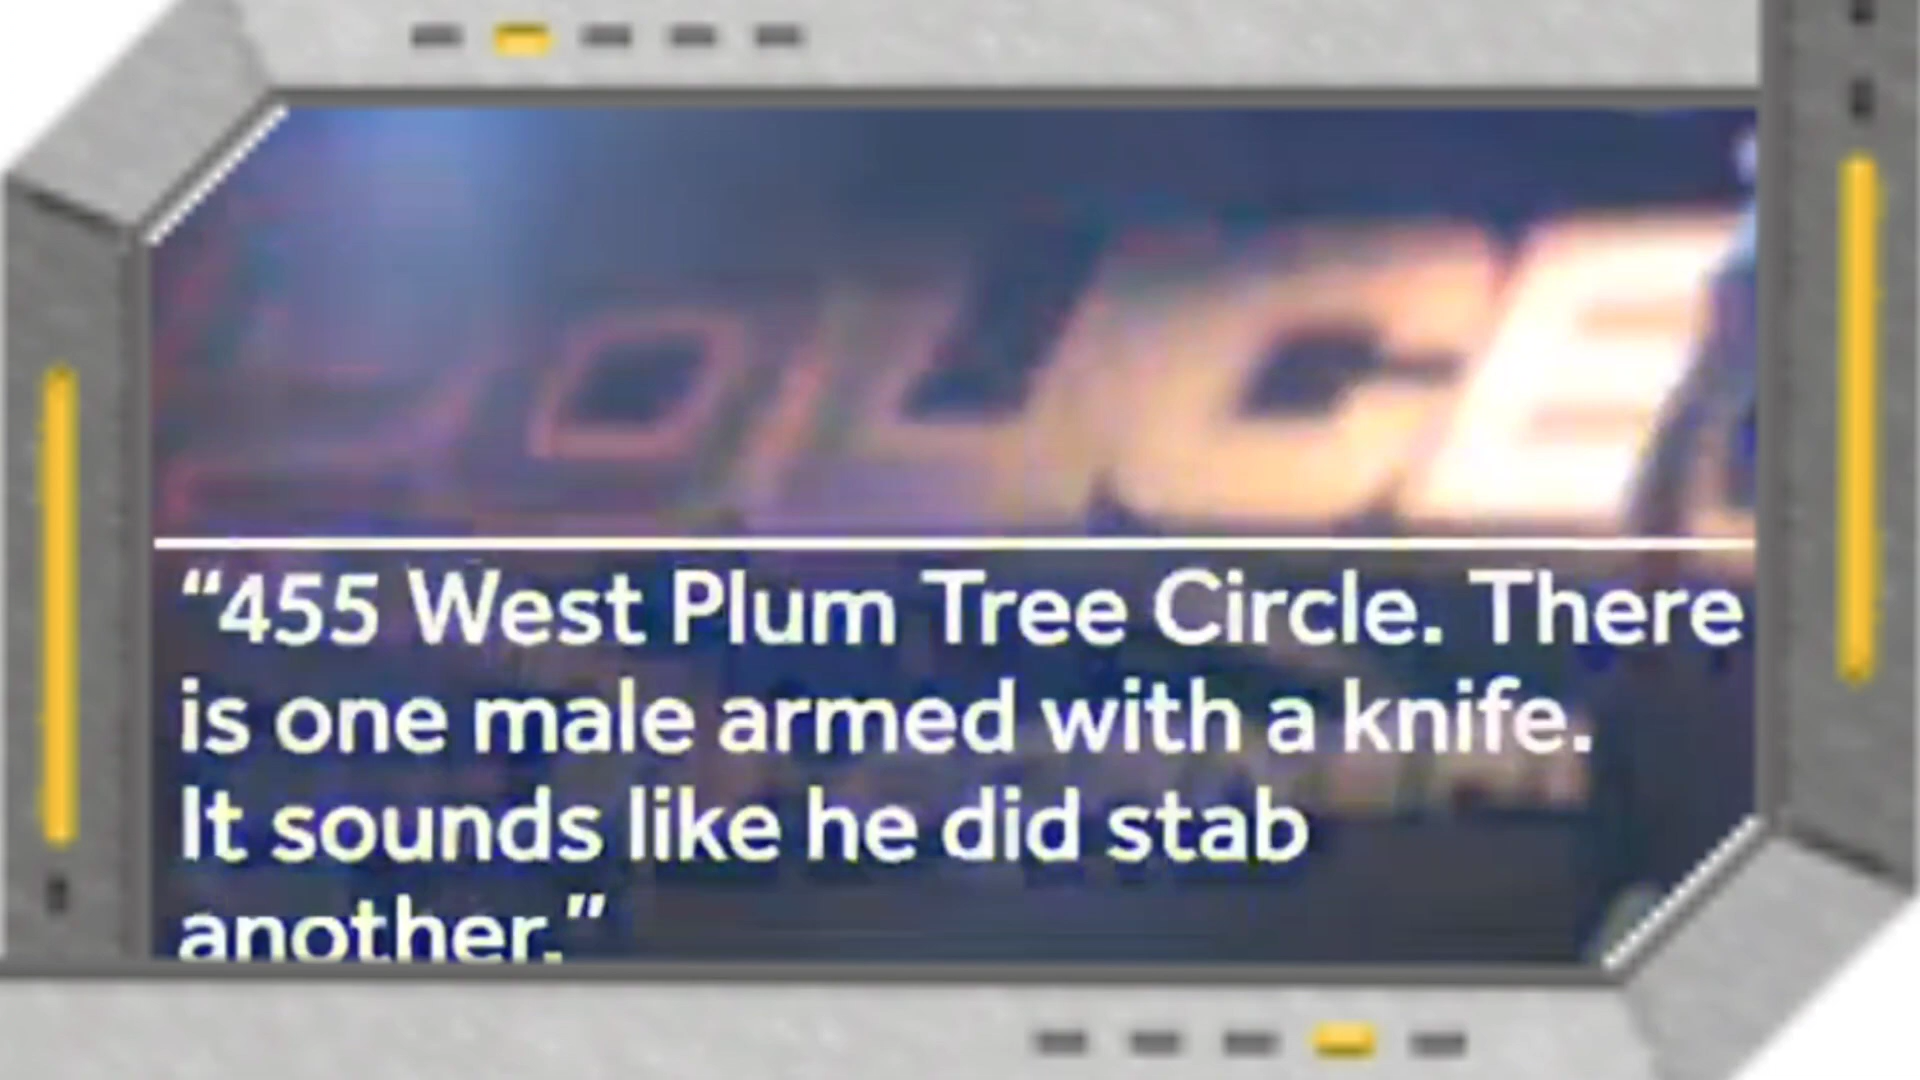 POLICE
“455 West Plum Tree Circle. There
is one male armed with a knife.
It sounds like he did stab
another.”